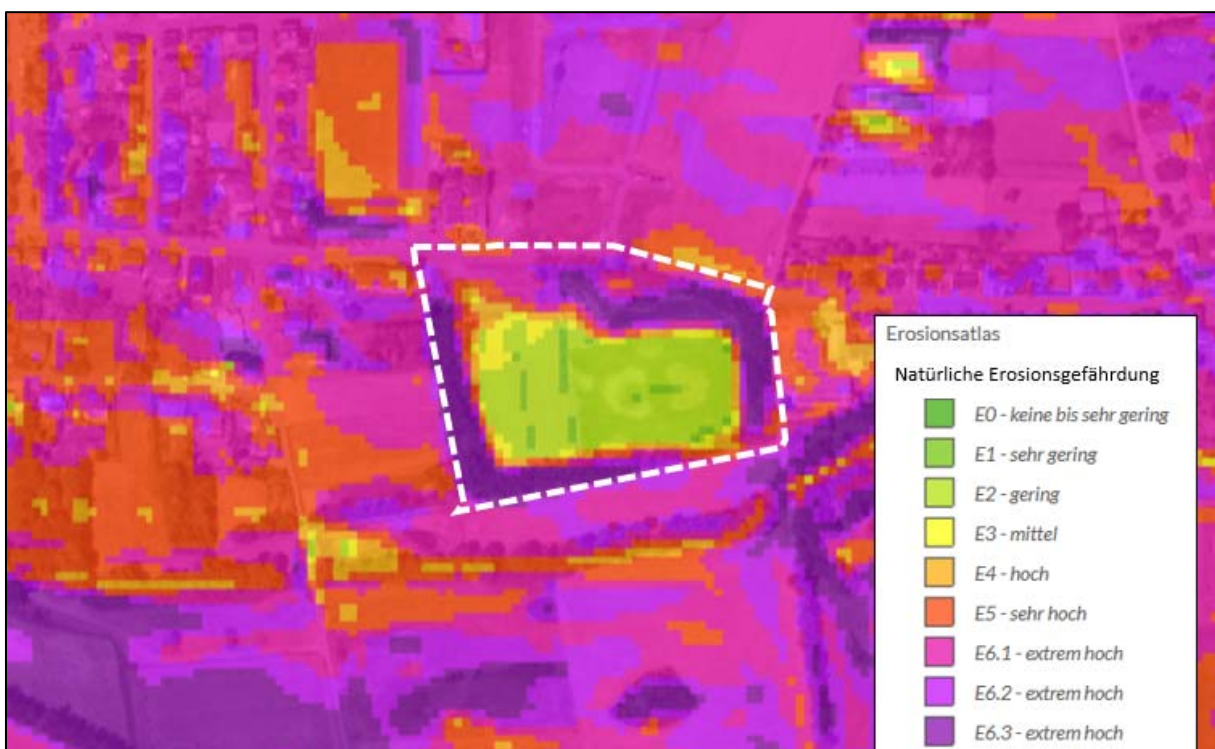 Erosionsatlas
Natürliche Erosionsgefährdung
E0 - keine bis sehr gering
E1 - sehr gering
E2 - gering
E3 - mittel
E4 - hoch
E5 - sehr hoch
E6.1 - extrem hoch
E6.2 - extrem hoch
E6.3 - extrem hoch